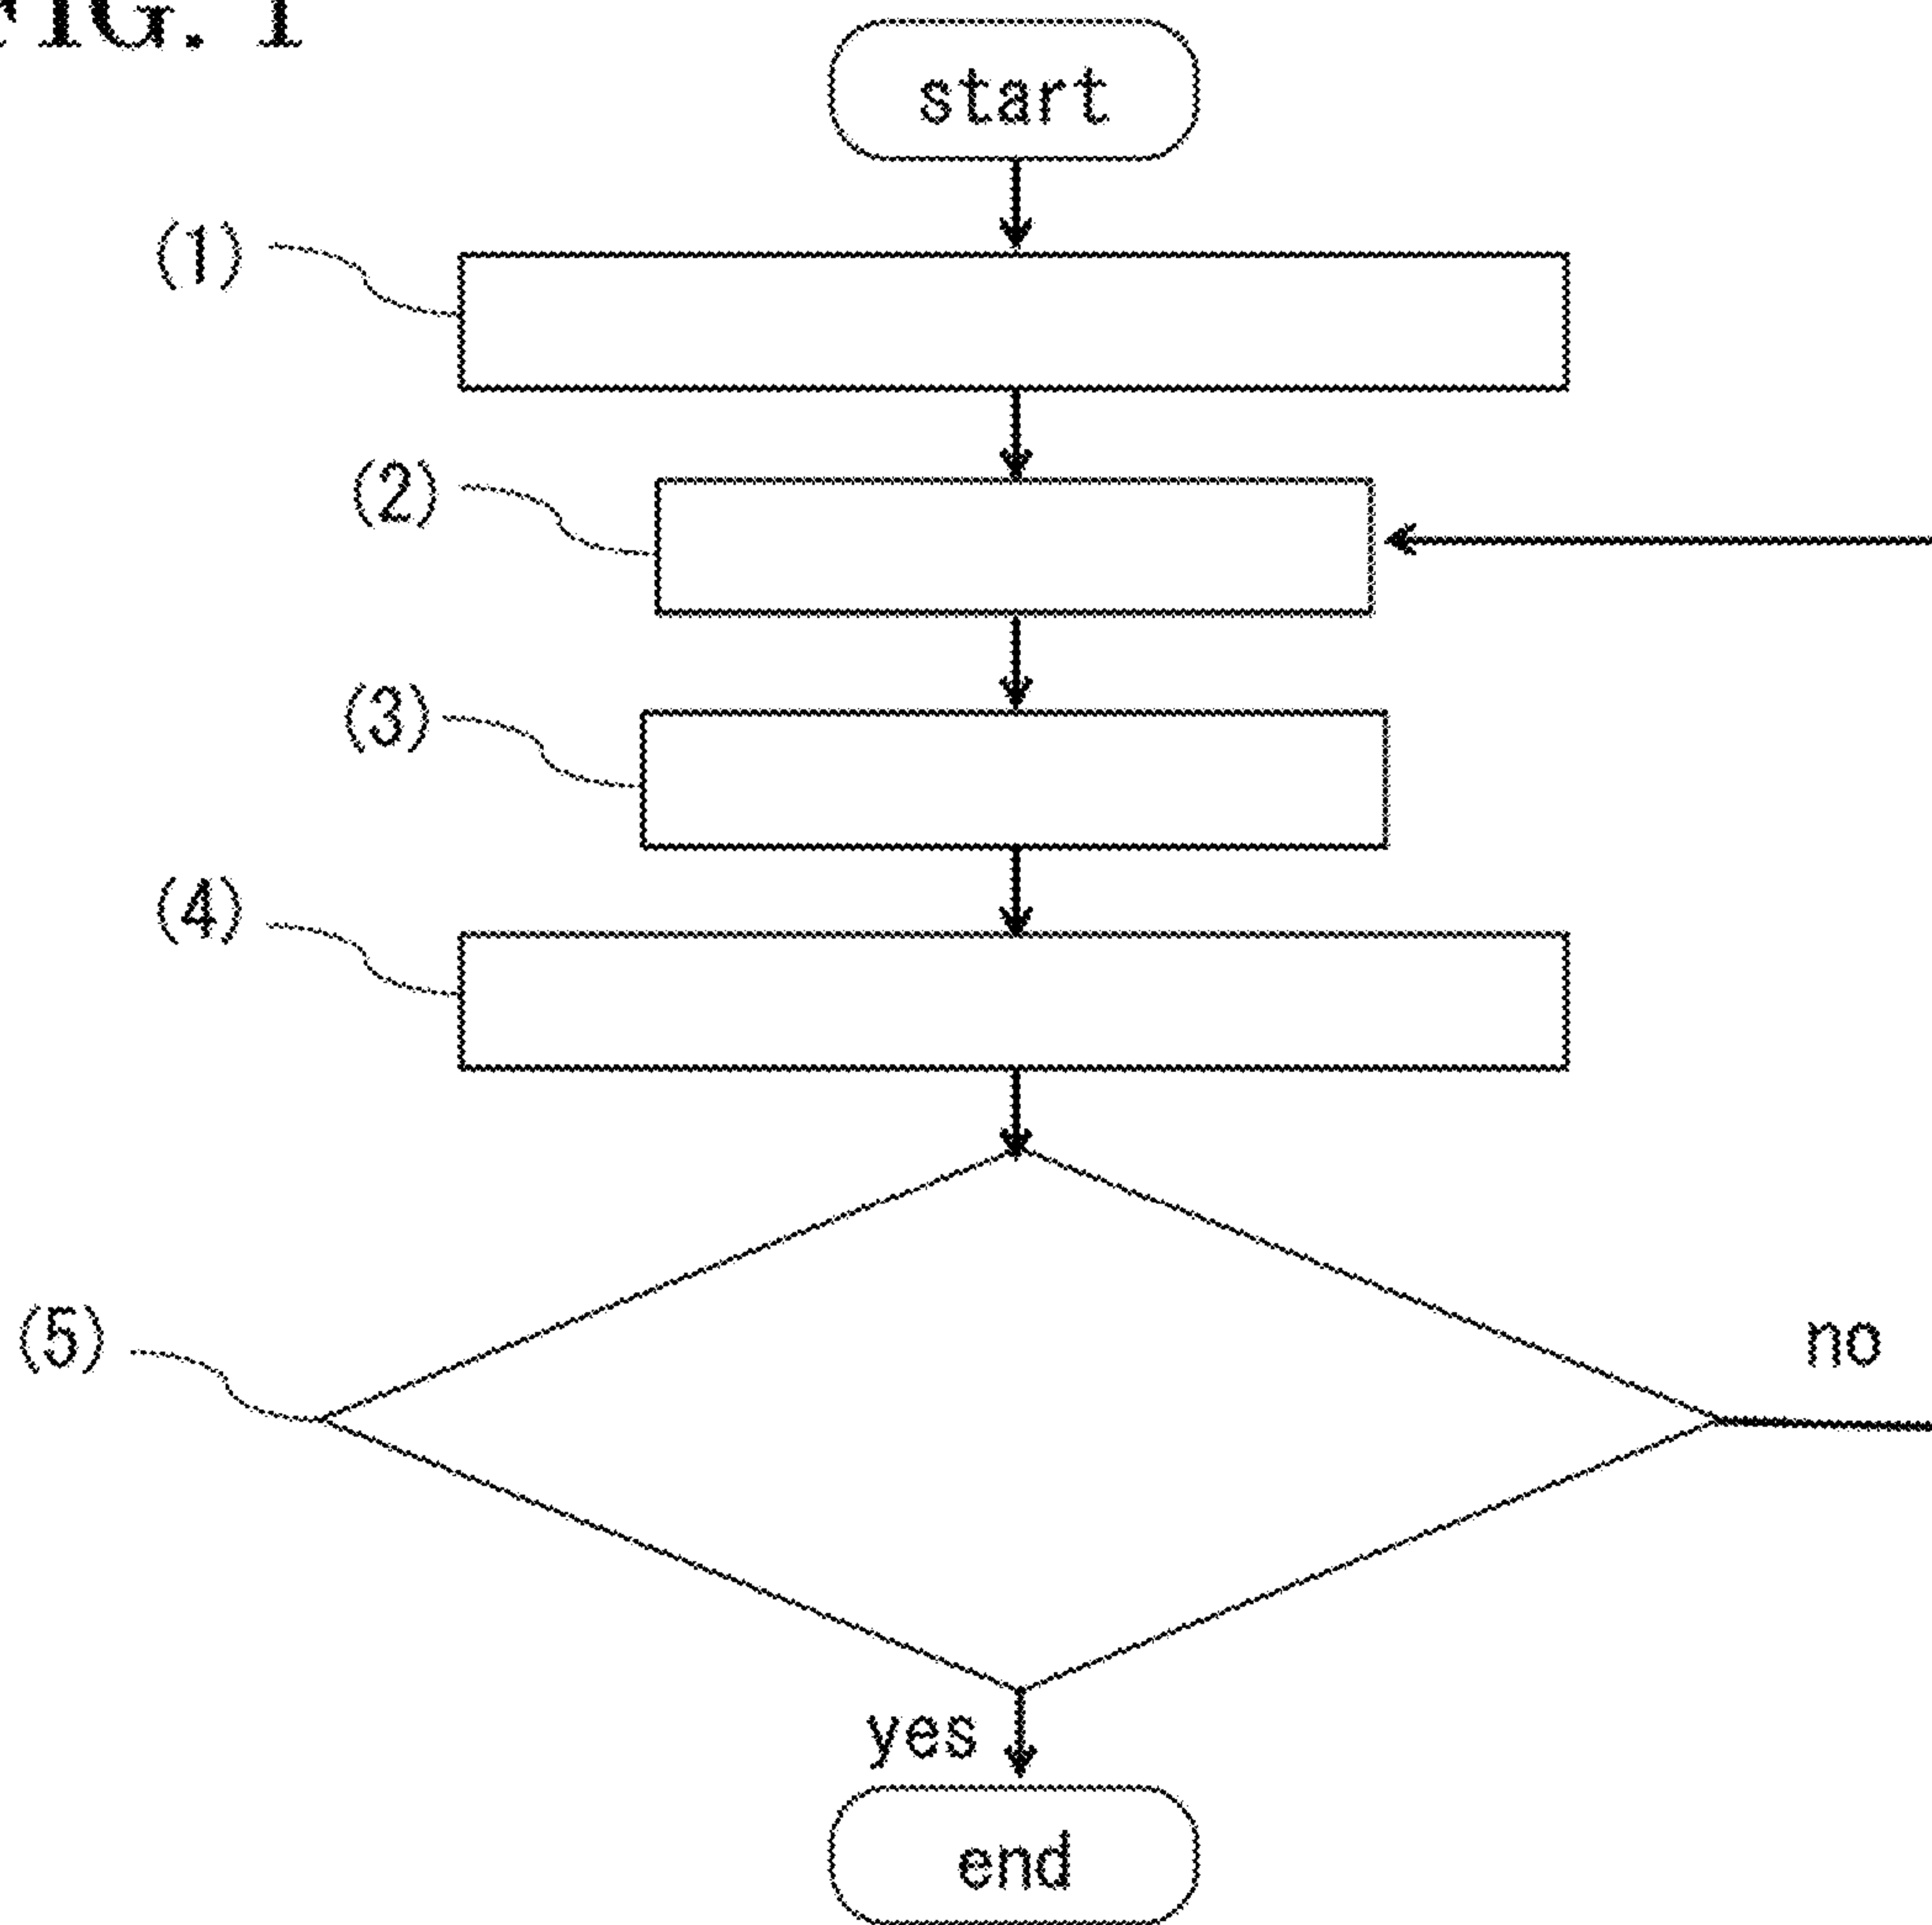 FIG. 1
start
(1)
(2)
(3)
(4)
(5)
no
yes
end